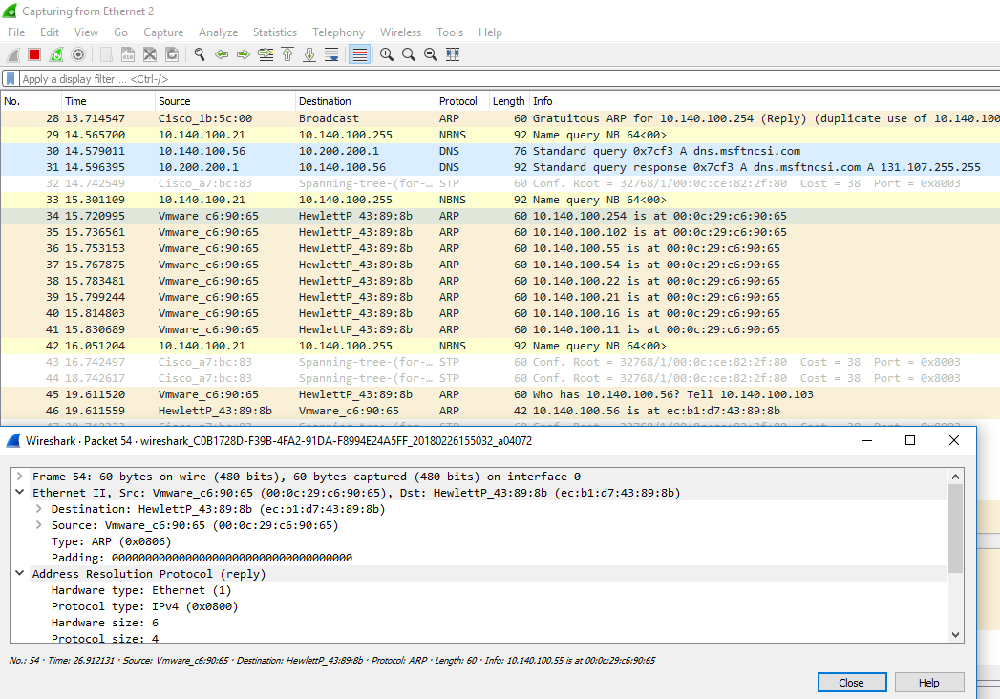 Capturing from Ethernet 2
File Edit View Go Capture Analyze Statistics Telephony Wireless Tools Help
Apply a display filter ... <Ctrl-/>
No. Time Source Destination Protocol Length Info
28 13.714547 Cisco_1b:5c:00 Broadcast ARP 60 Gratuitous ARP for 10.140.100.254 (Reply) (duplicate use of 10.140.100
29 14.565700 10.140.100.21 10.140.100.255 NBNS 92 Name query NB 64<00>
30 14.579011 10.140.100.56 10.200.200.1 DNS 76 Standard query 0x7cf3 A dns.msftncsi.com
31 14.596395 10.200.200.1 10.140.100.56 DNS 92 Standard query response 0x7cf3 A dns.msftncsi.com A 131.107.255.255
32 14.742549 Cisco_a7:bc:83 Spanning-tree-(for-… STP 60 Conf. Root = 32768/1/00:0c:ce:82:2f:80 Cost = 38 Port = 0x8003
33 15.301109 10.140.100.21 10.140.100.255 NBNS 92 Name query NB 64<00>
34 15.720995 Vmware_c6:90:65 HewlettP_43:89:8b ARP 60 10.140.100.254 is at 00:0c:29:c6:90:65
35 15.736561 Vmware_c6:90:65 HewlettP_43:89:8b ARP 60 10.140.100.102 is at 00:0c:29:c6:90:65
36 15.753153 Vmware_c6:90:65 HewlettP_43:89:8b ARP 60 10.140.100.55 is at 00:0c:29:c6:90:65
37 15.767875 Vmware_c6:90:65 HewlettP_43:89:8b ARP 60 10.140.100.54 is at 00:0c:29:c6:90:65
38 15.783481 Vmware_c6:90:65 HewlettP_43:89:8b ARP 60 10.140.100.22 is at 00:0c:29:c6:90:65
39 15.799244 Vmware_c6:90:65 HewlettP_43:89:8b ARP 60 10.140.100.21 is at 00:0c:29:c6:90:65
40 15.814803 Vmware_c6:90:65 HewlettP_43:89:8b ARP 60 10.140.100.16 is at 00:0c:29:c6:90:65
41 15.830689 Vmware_c6:90:65 HewlettP_43:89:8b ARP 60 10.140.100.11 is at 00:0c:29:c6:90:65
42 16.051204 10.140.100.21 10.140.100.255 NBNS 92 Name query NB 64<00>
43 16.742497 Cisco_a7:bc:83 Spanning-tree-(for-… STP 60 Conf. Root = 32768/1/00:0c:ce:82:2f:80 Cost = 38 Port = 0x8003
44 18.742617 Cisco_a7:bc:83 Spanning-tree-(for-… STP 60 Conf. Root = 32768/1/00:0c:ce:82:2f:80 Cost = 38 Port = 0x8003
45 19.611520 Vmware_c6:90:65 HewlettP_43:89:8b ARP 60 Who has 10.140.100.56? Tell 10.140.100.103
46 19.611559 HewlettP_43:89:8b Vmware_c6:90:65 ARP 42 10.140.100.56 is at ec:b1:d7:43:89:8b
Wireshark · Packet 54 · wireshark_C0B1728D-F39B-4FA2-91DA-F8994E24A5FF_20180226155032_a04072
Frame 54: 60 bytes on wire (480 bits), 60 bytes captured (480 bits) on interface 0
Ethernet II, Src: Vmware_c6:90:65 (00:0c:29:c6:90:65), Dst: HewlettP_43:89:8b (ec:b1:d7:43:89:8b)
Destination: HewlettP_43:89:8b (ec:b1:d7:43:89:8b)
Source: Vmware_c6:90:65 (00:0c:29:c6:90:65)
Type: ARP (0x0806)
Padding: 000000000000000000000000000000000000
Address Resolution Protocol (reply)
Hardware type: Ethernet (1)
Protocol type: IPv4 (0x0800)
Hardware size: 6
Protocol size: 4
No.: 54 · Time: 26.912131 · Source: Vmware_c6:90:65 · Destination: HewlettP_43:89:8b · Protocol: ARP · Length: 60 · Info: 10.140.100.55 is at 00:0c:29:c6:90:65
Close Help